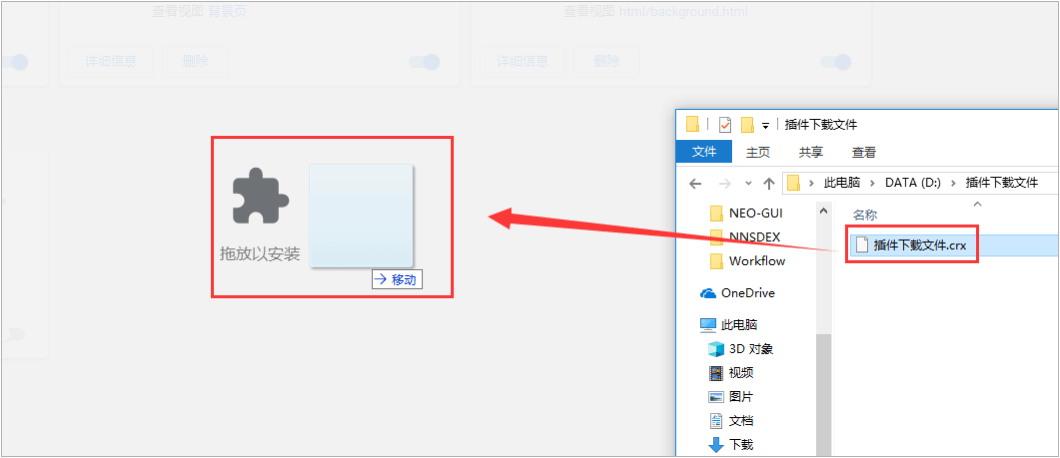 查看视图 背景页
查看视图 html/background.html
详细信息
删除
详细信息
删除
拖放以安装
移动
插件下载文件
文件
主页
共享
查看
此电脑
DATA (D:)
插件下载文件
NEO-GUI
NNSDEX
Workflow
OneDrive
此电脑
3D 对象
视频
图片
文档
下载
名称
插件下载文件.crx